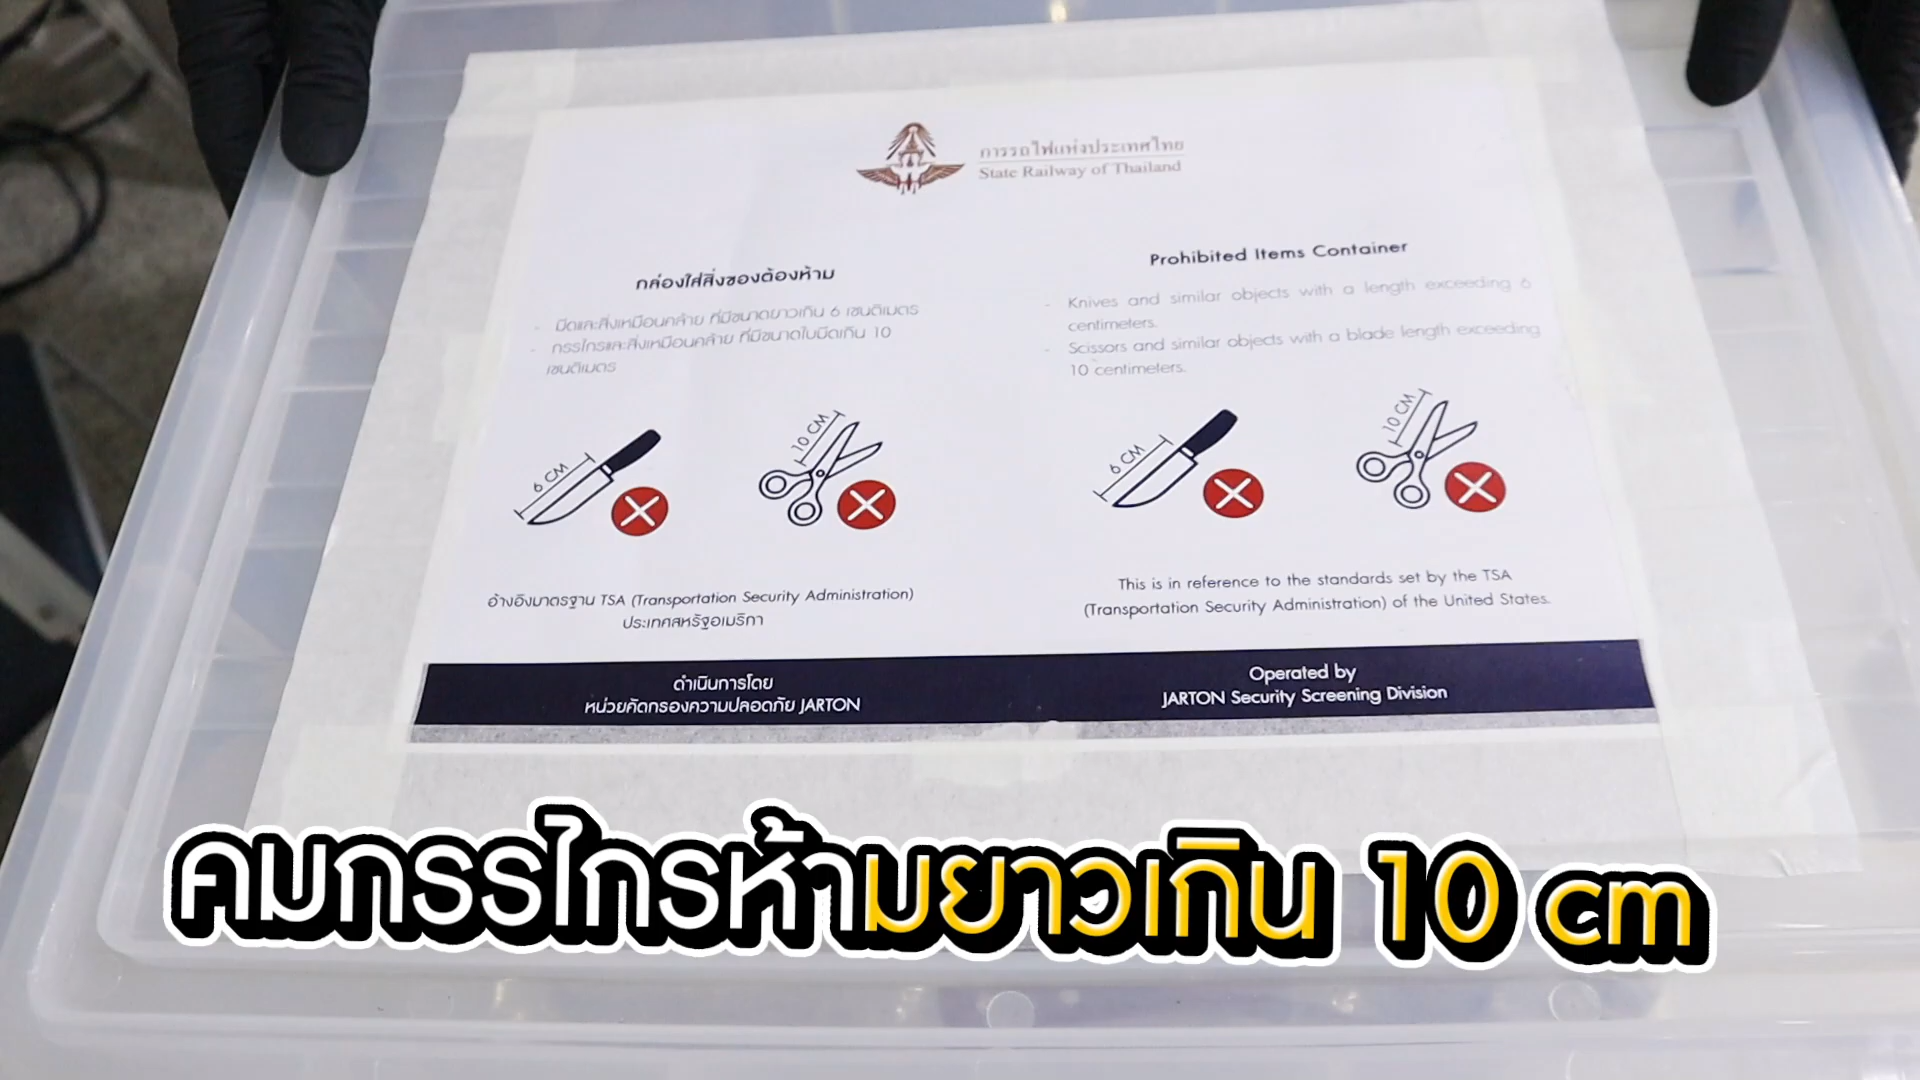 การรถไฟแห่งประเทศไทย
State Railway of Thailand
กล่องใส่สิ่งของต้องห้าม
- มีดและสิ่งเหมือนคล้าย ที่มีขนาดยาวเกิน 6 เซนติเมตร
- กรรไกรและสิ่งเหมือนคล้าย ที่มีขนาดใบมีดเกิน 10
เซนติเมตร
6 CM
10 CM
อ้างอิงมาตรฐาน TSA (Transportation Security Administration)
ประเทศสหรัฐอเมริกา
Prohibited Items Container
- Knives and similar objects with a length exceeding 6
centimeters.
- Scissors and similar objects with a blade length exceeding
10 centimeters.
6 CM
10 CM
This is in reference to the standards set by the TSA
(Transportation Security Administration) of the United States.
ดำเนินการโดย
หน่วยคัดกรองความปลอดภัย JARTON
Operated by
JARTON Security Screening Division
คมกรรไกรห้ามยาวเกิน 10 cm